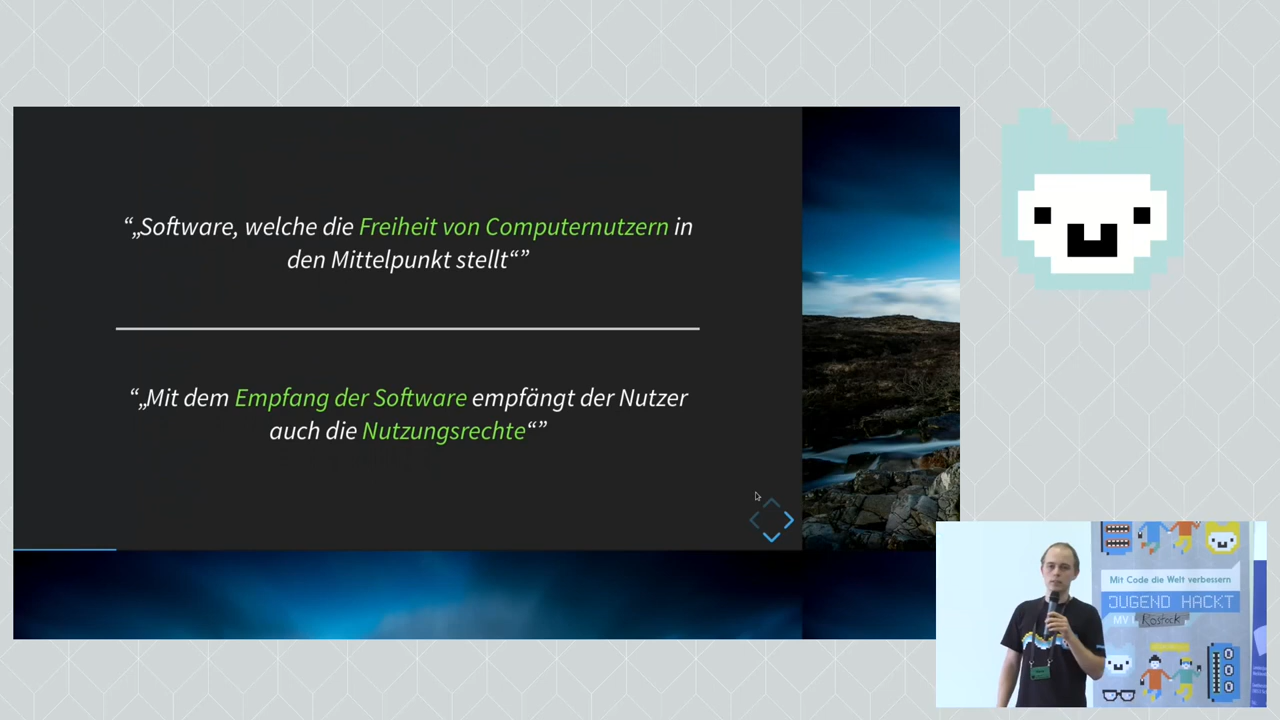 “„Software, welche die Freiheit von Computernutzern in
den Mittelpunkt stellt“”
“„Mit dem Empfang der Software empfängt der Nutzer
auch die Nutzungsrechte“”
Mit Code die Welt verbessern
JUGEND HACKT
MV
Rostock